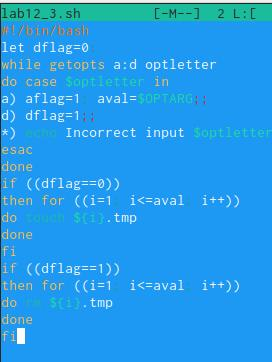 lab12_3.sh [-M--] 2 L:[
#!/bin/bash
let dflag=0
while getopts a:d optletter
do case $optletter in
a) aflag=1; aval=$OPTARG;;
d) dflag=1;;
*) echo Incorrect input $optletter
esac
done
if ((dflag==0))
then for ((i=1; i<=aval; i++))
do touch ${i}.tmp
done
fi
if ((dflag==1))
then for ((i=1; i<=aval; i++))
do rm ${i}.tmp
done
fi